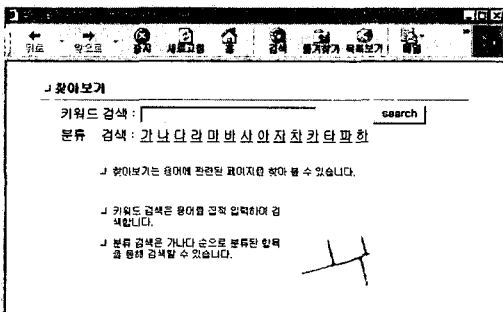 뒤로 앞으로 중지 새로고침 홈 검색 즐겨찾기 목록보기 메일
찾아보기
키워드 검색 : search
분류 검색 : 가 나 다 라 마 바 사 아 자 차 카 타 파 하
찾아보기는 용어에 관련된 페이지를 찾아 볼 수 있습니다.
키워드 검색은 용어를 직접 입력하여 검
색합니다.
분류 검색은 가나다 순으로 분류된 항목
을 통해 검색할 수 있습니다.